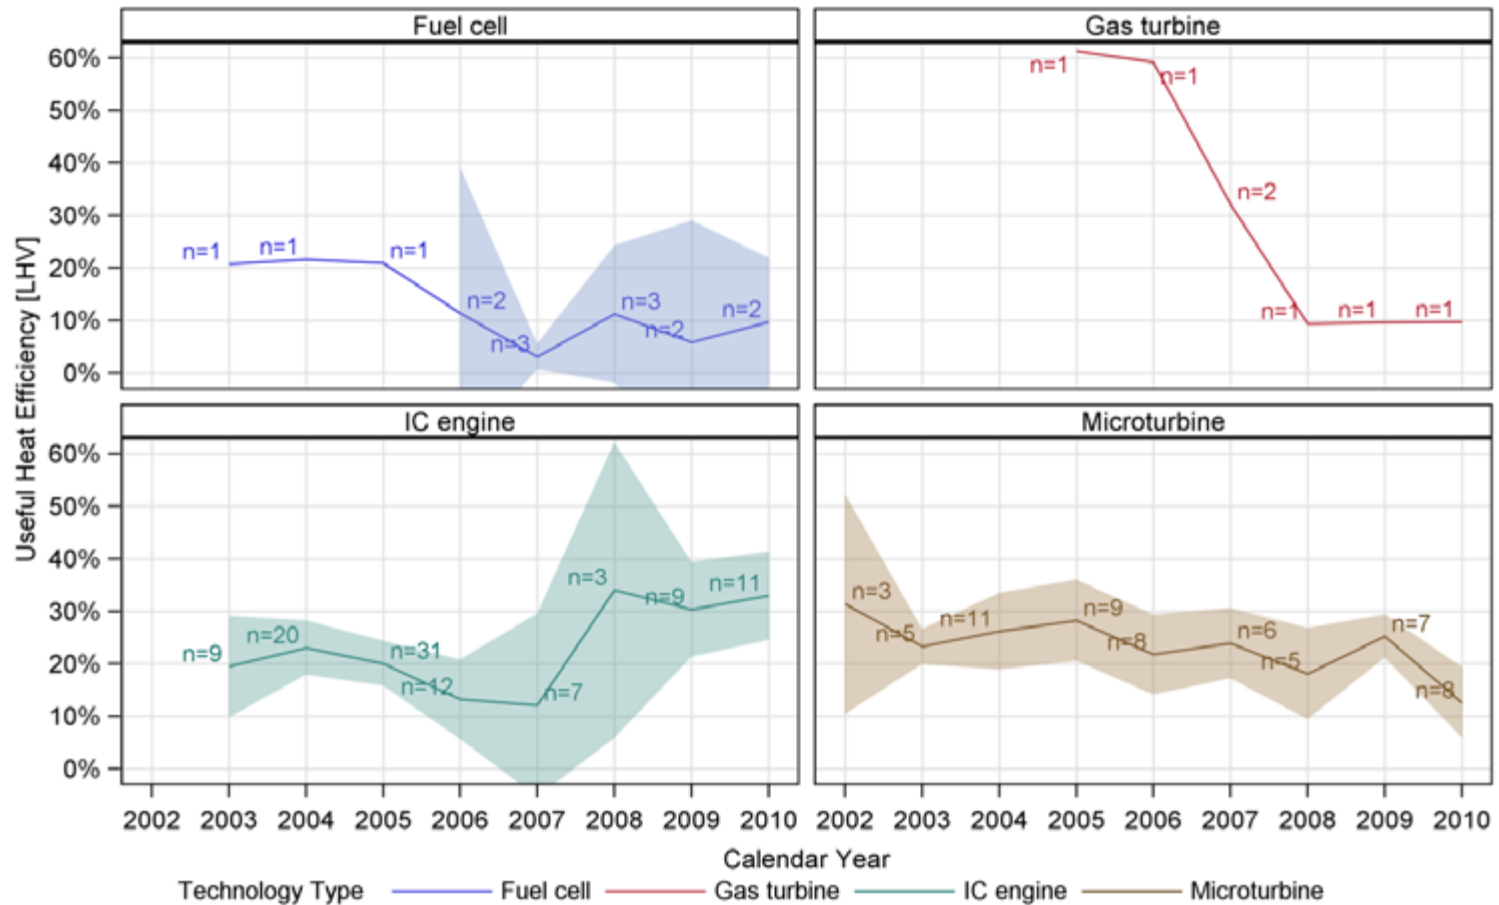 Fuel cell
Gas turbine
60%
50%
40%
30%
20%
10%
0%
n=1
n=1
n=1
n=2
n=3
n=3
n=2
n=2
n=1
n=1
n=2
n=1
n=1
n=1
Useful Heat Efficiency [LHV]
IC engine
Microturbine
60%
50%
40%
30%
20%
10%
0%
n=9
n=20
n=31
n=12
n=7
n=3
n=9
n=11
n=3
n=5
n=11
n=9
n=8
n=6
n=5
n=7
n=8
2002 2003 2004 2005 2006 2007 2008 2009 2010
2002 2003 2004 2005 2006 2007 2008 2009 2010
Calendar Year
Technology Type Fuel cell Gas turbine IC engine Microturbine